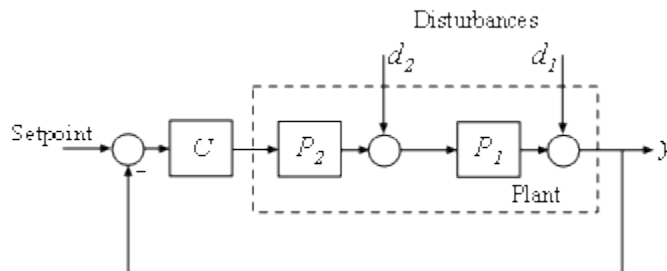 Disturbances
d2 d1
Setpoint
C P2 P1
Plant